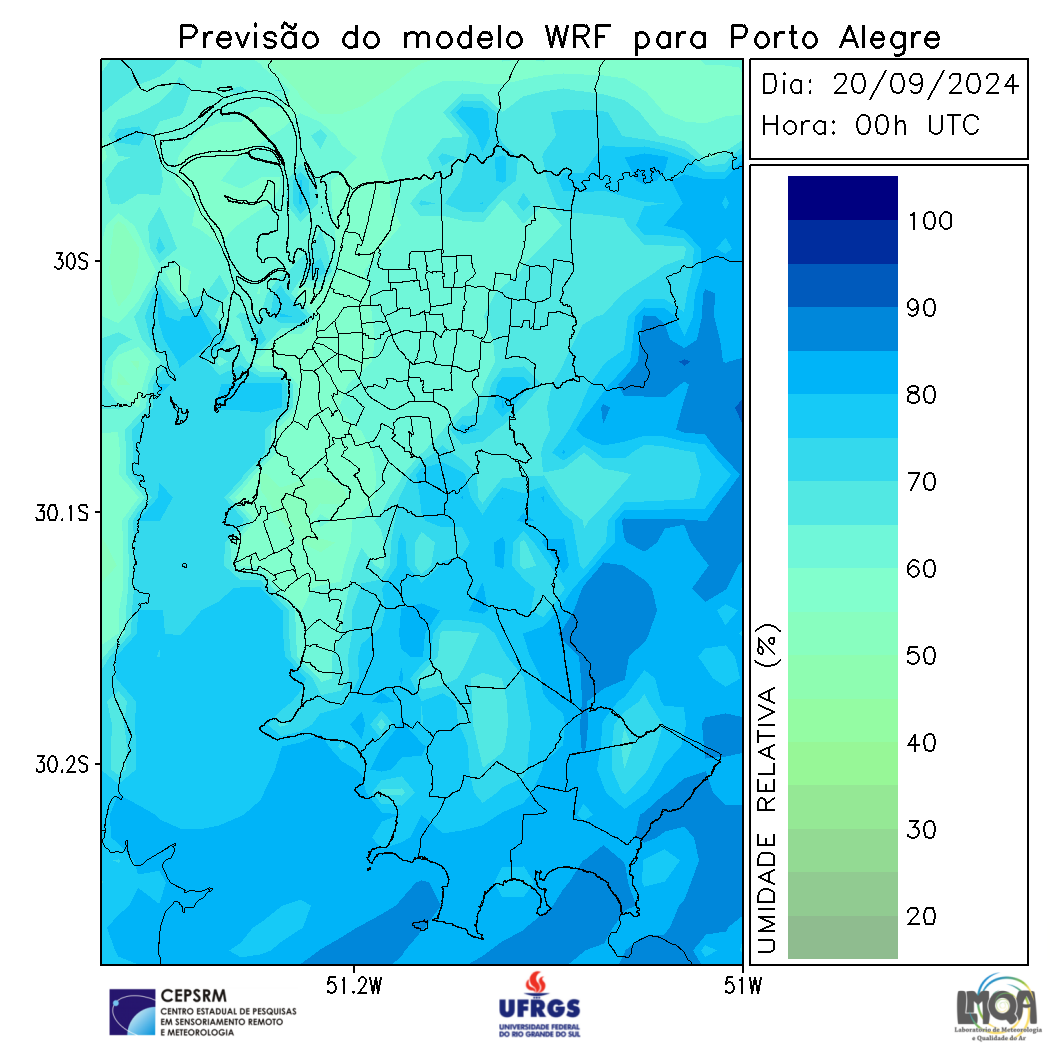 Previsão do modelo WRF para Porto Alegre
Dia: 20/09/2024
Hora: 00h UTC
30S
30.1S
30.2S
51.2W
51W
100
90
80
70
60
50
40
30
20
UMIDADE RELATIVA (%)
CEPSRM
CENTRO ESTADUAL DE PESQUISAS
EM SENSORIAMENTO REMOTO
E METEOROLOGIA
UFRGS
UNIVERSIDADE FEDERAL
DO RIO GRANDE DO SUL
LMQA
Laboratório de Meteorologia
e Qualidade do Ar